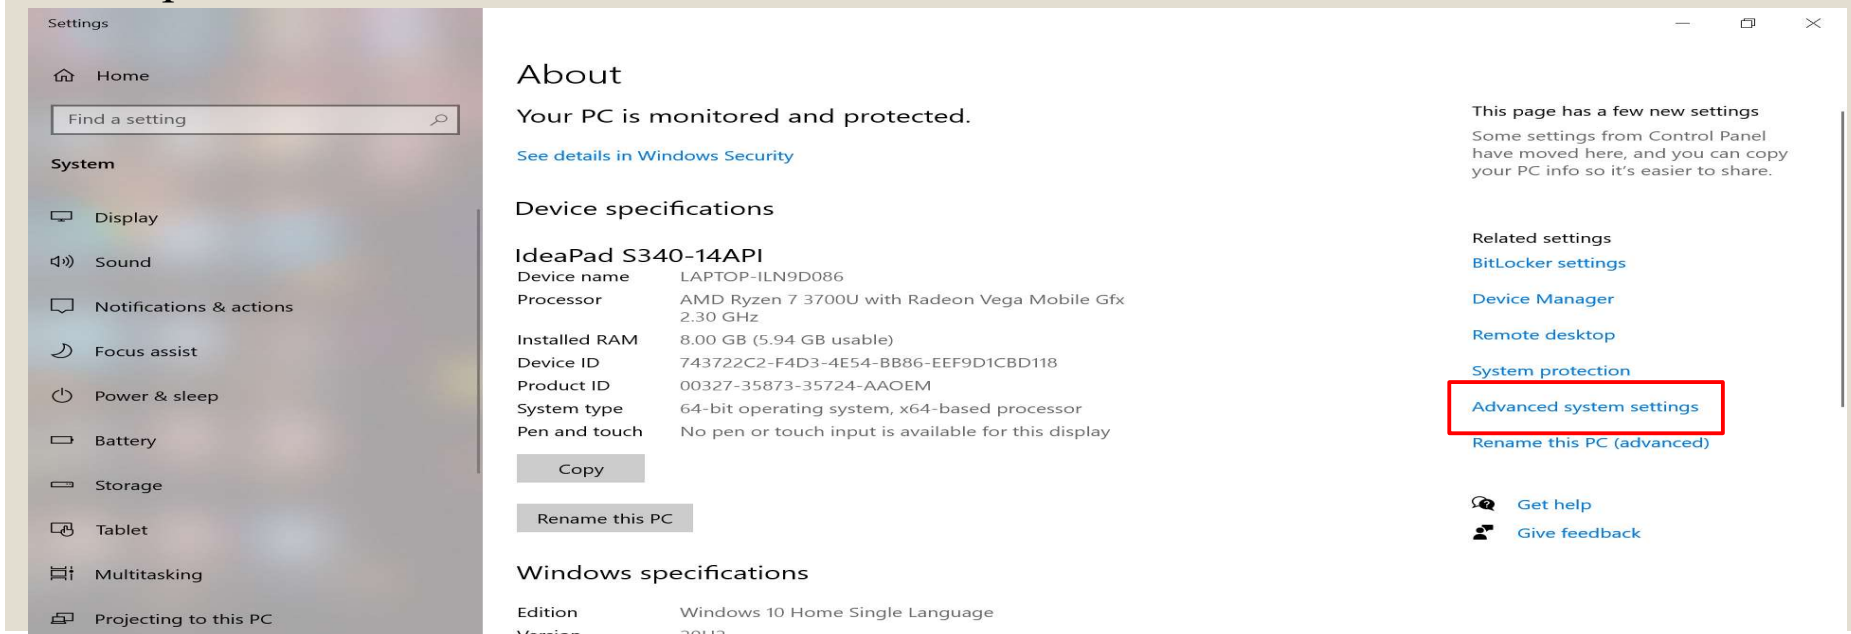 Settings
Home
Find a setting
System
Display
Sound
Notifications & actions
Focus assist
Power & sleep
Battery
Storage
Tablet
Multitasking
Projecting to this PC
About
Your PC is monitored and protected.
See details in Windows Security
Device specifications
IdeaPad S340-14API
Device name LAPTOP-ILN9D086
Processor AMD Ryzen 7 3700U with Radeon Vega Mobile Gfx
2.30 GHz
Installed RAM 8.00 GB (5.94 GB usable)
Device ID 743722C2-F4D3-4E54-BB86-EEF9D1CBD118
Product ID 00327-35873-35724-AAOEM
System type 64-bit operating system, x64-based processor
Pen and touch No pen or touch input is available for this display
Copy
Rename this PC
Windows specifications
Edition Windows 10 Home Single Language
This page has a few new settings
Some settings from Control Panel
have moved here, and you can copy
your PC info so it's easier to share.
Related settings
BitLocker settings
Device Manager
Remote desktop
System protection
Advanced system settings
Rename this PC (advanced)
Get help
Give feedback